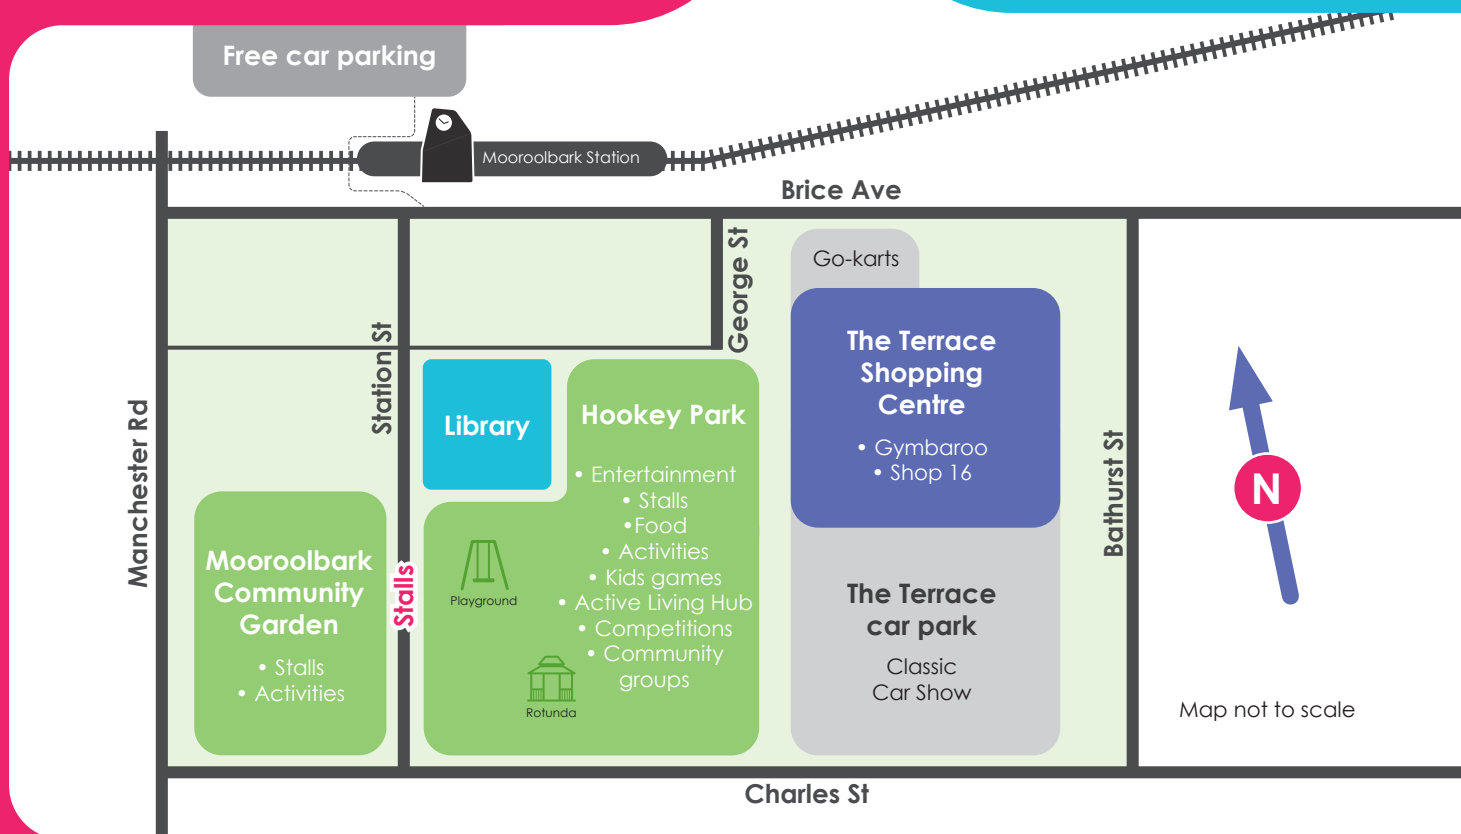 Free car parking
Mooroolbark Station
Brice Ave
George St
Go-karts
Station St
The Terrace
Shopping
Centre
• Gymbaroo
• Shop 16
Library
Hookey Park
• Entertainment
• Stalls
•Food
• Activities
• Kids games
• Active Living Hub
• Competitions
• Community
groups
Playground
Rotunda
Manchester Rd
Mooroolbark
Community
Garden
• Stalls
• Activities
Stalls
The Terrace
car park
Classic
Car Show
Bathurst St
N
Map not to scale
Charles St